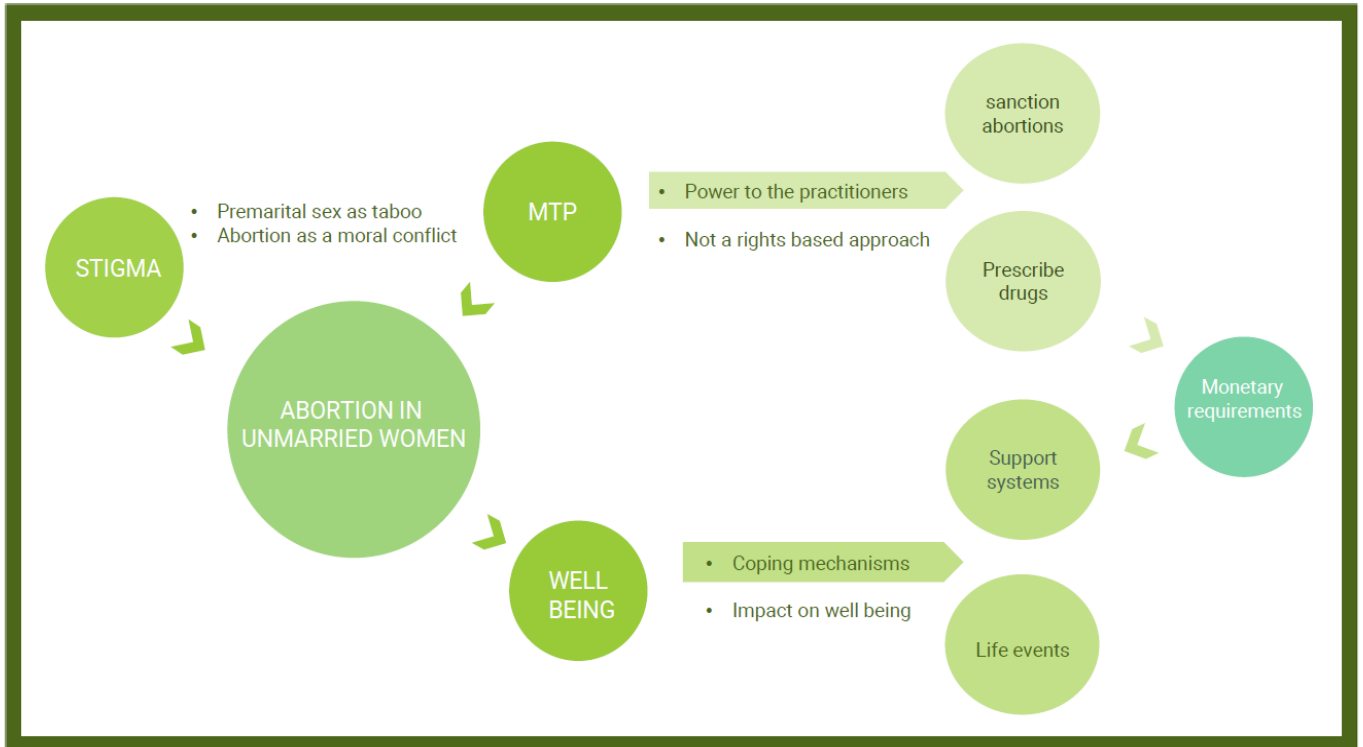 STIGMA
• Premarital sex as taboo
• Abortion as a moral conflict
MTP
• Power to the practitioners
• Not a rights based approach
sanction
abortions
Prescribe
drugs
ABORTION IN
UNMARRIED WOMEN
Monetary
requirements
WELL
BEING
• Coping mechanisms
• Impact on well being
Support
systems
Life events